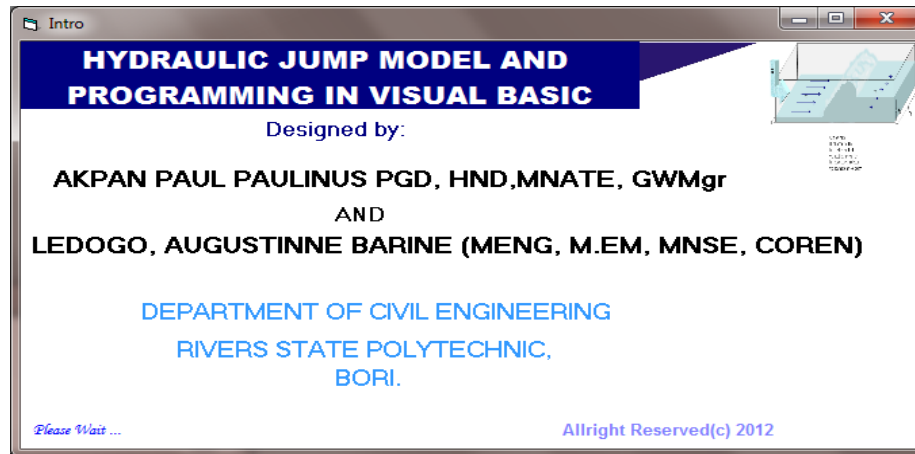 Intro
HYDRAULIC JUMP MODEL AND
PROGRAMMING IN VISUAL BASIC
Designed by:
AKPAN PAUL PAULINUS PGD, HND,MNATE, GWMgr
AND
LEDOGO, AUGUSTINNE BARINE (MENG, M.EM, MNSE, COREN)
DEPARTMENT OF CIVIL ENGINEERING
RIVERS STATE POLYTECHNIC,
BORI.
Please Wait ...
Allright Reserved(c) 2012